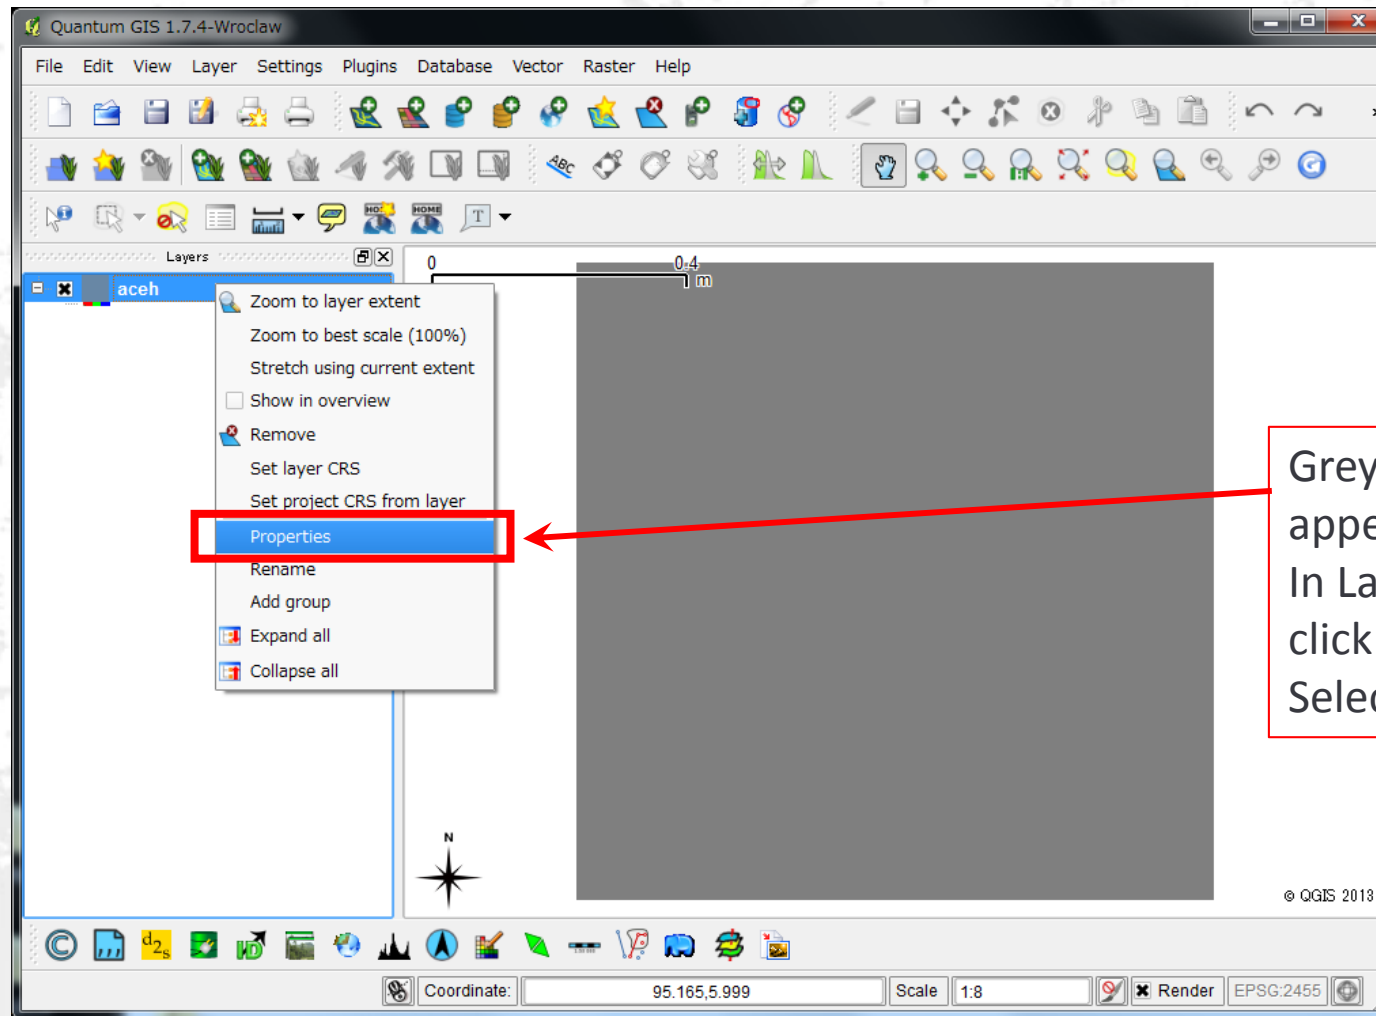 Quantum GIS 1.7.4-Wroclaw
File Edit View Layer Settings Plugins Database Vector Raster Help
ABC
HOME
T
Layers
aceh
0 0.4
m
Zoom to layer extent
Zoom to best scale (100%)
Stretch using current extent
Show in overview
Remove
Set layer CRS
Set project CRS from layer
Properties
Rename
Add group
Expand all
Collapse all
Grey
In
click
N
© QGIS 2013
d2s
Coordinate: 95.165,5.999 Scale 1:8 Render EPSG:2455